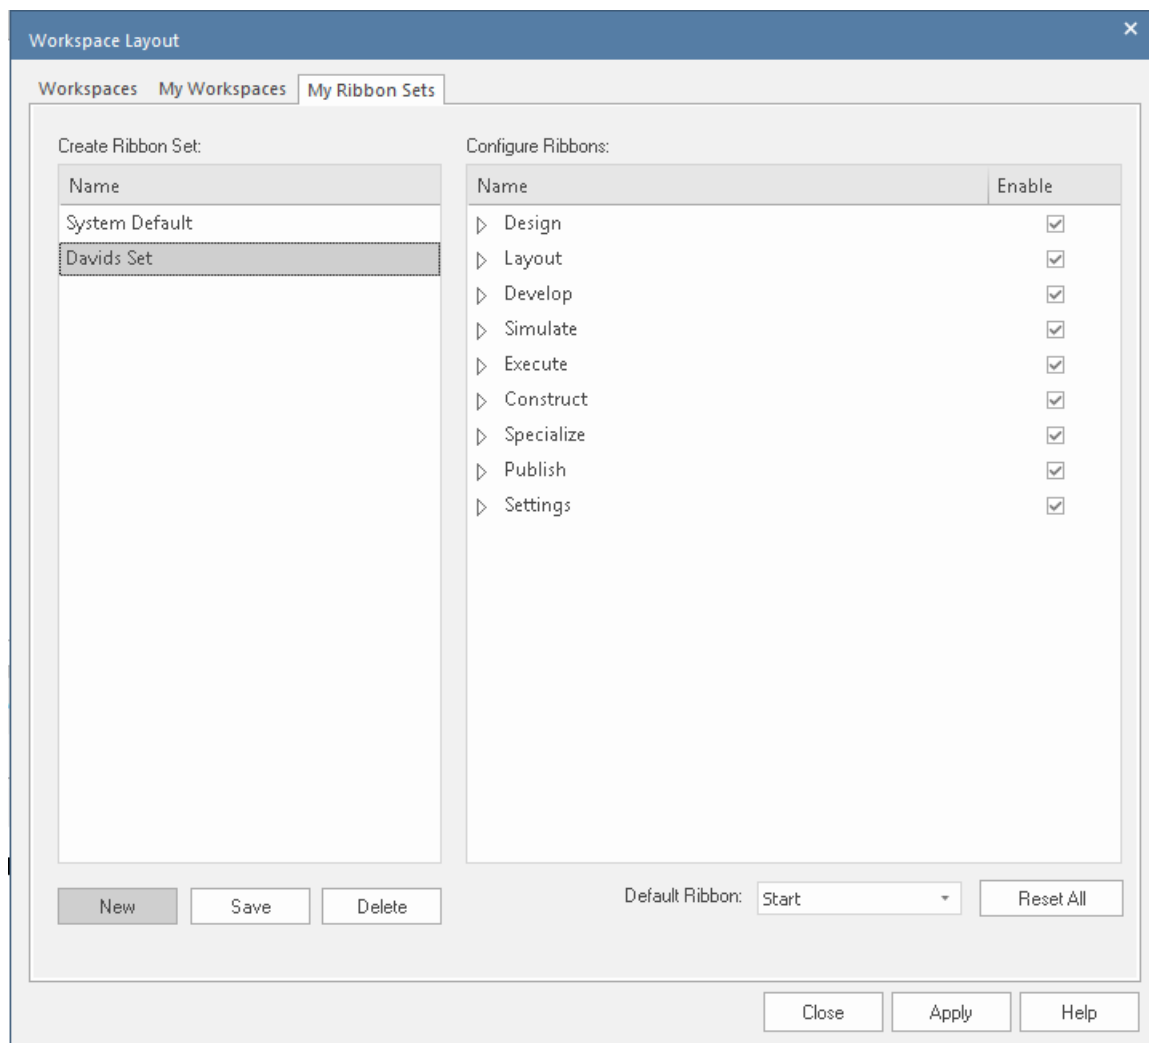 Workspace Layout
Workspaces My Workspaces My Ribbon Sets
Create Ribbon Set:
Name
System Default
Davids Set
New Save Delete
Configure Ribbons:
Name Enable
Design
Layout
Develop
Simulate
Execute
Construct
Specialize
Publish
Settings
Default Ribbon: Start Reset All
Close Apply Help